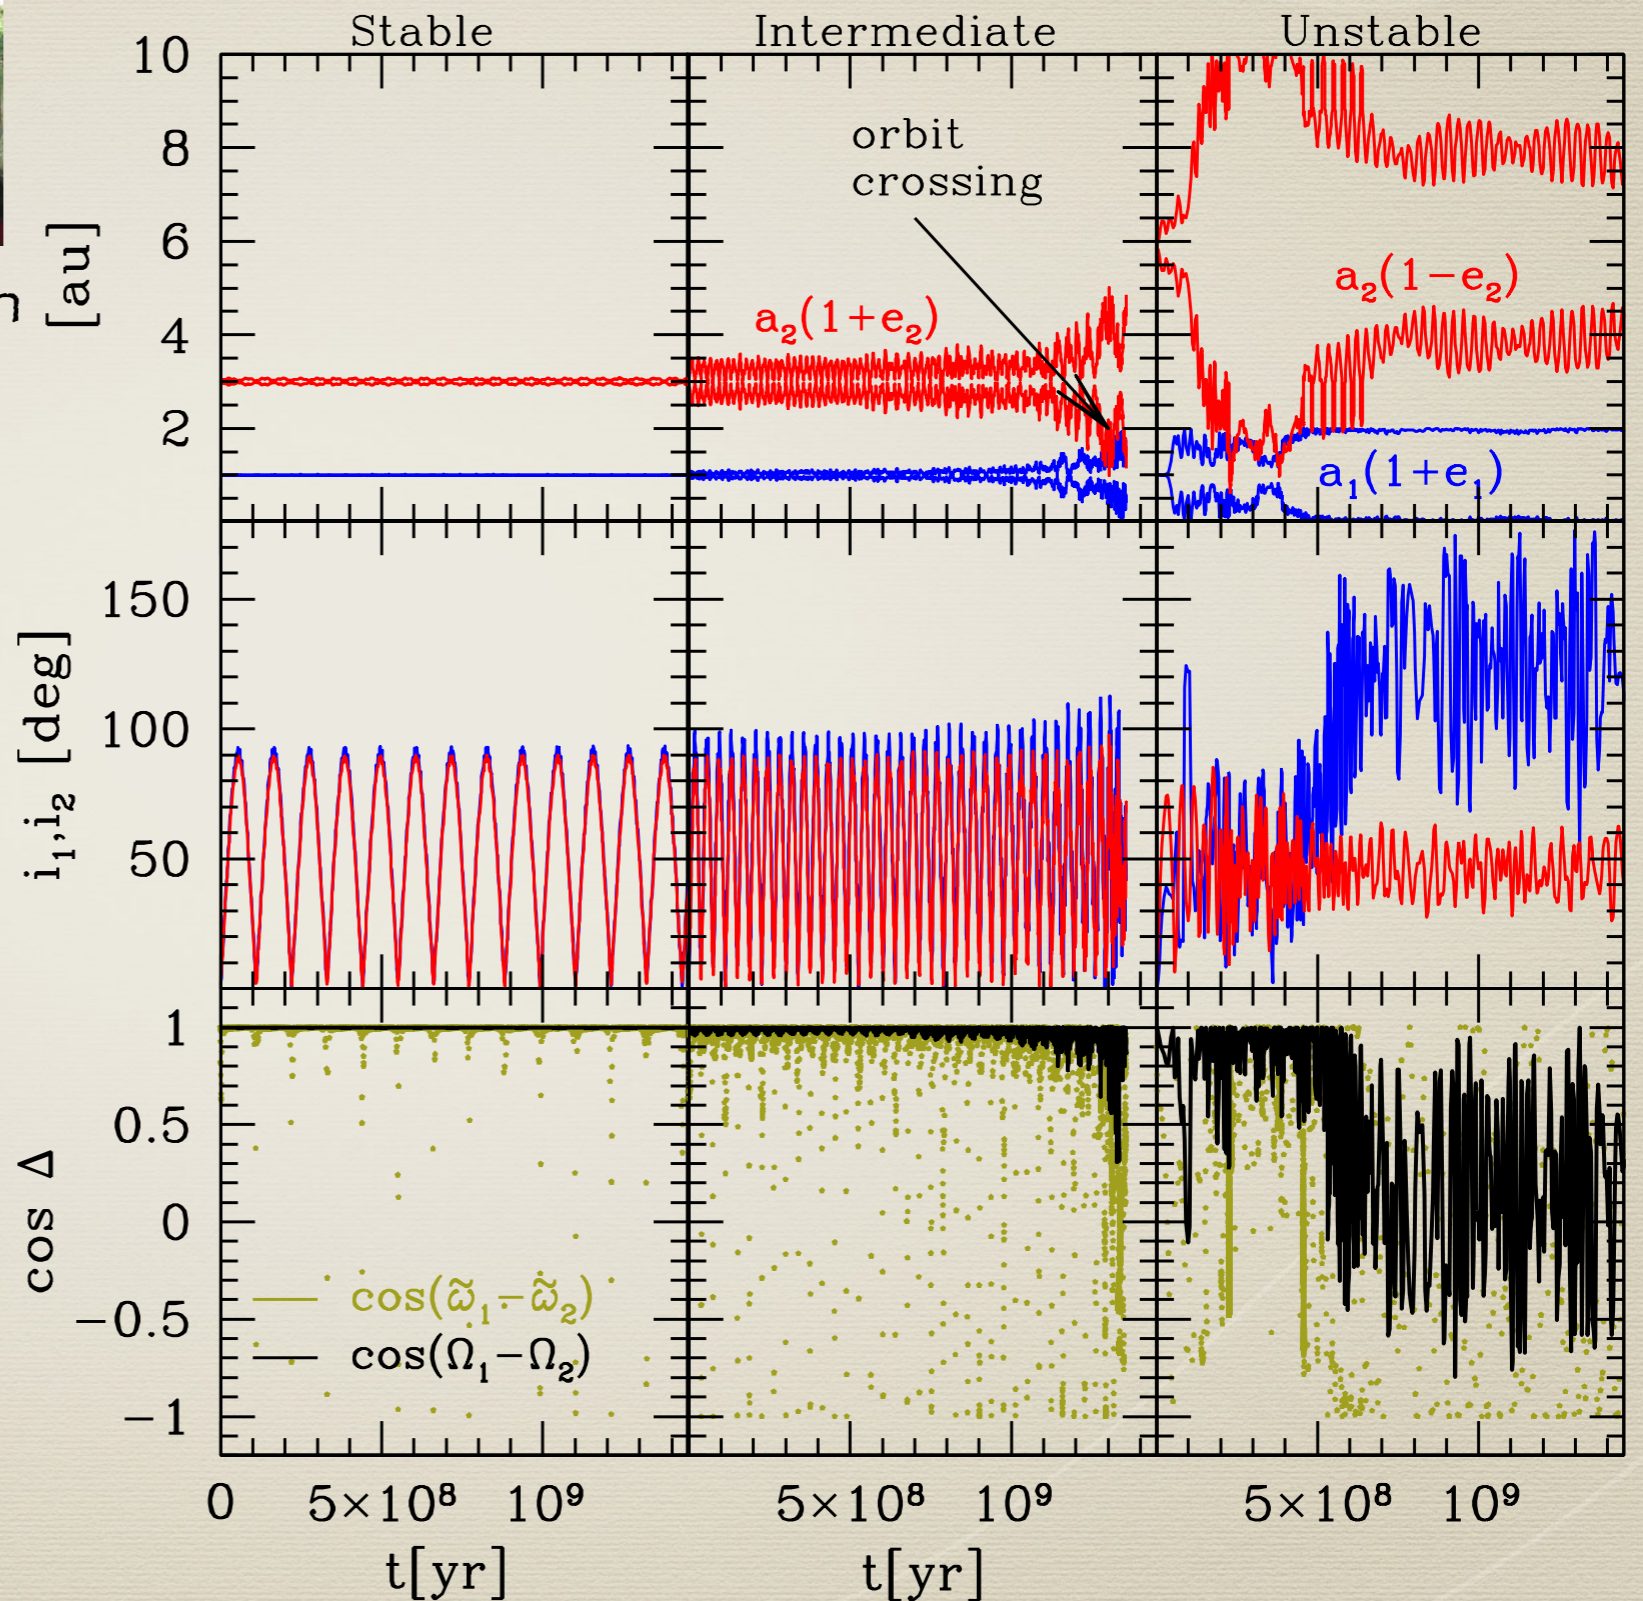 Stable Intermediate Unstable
10
8
6
4
2
[au]
orbit
crossing
a₂(1+e₂)
a₂(1−e₂)
a₁(1+e₁)
150
100
50
i₁,i₂ [deg]
1
0.5
0
−0.5
−1
cos Δ
cos(ω̃₁−ω̃₂)
cos(Ω₁−Ω₂)
0 5×10⁸ 10⁹ 5×10⁸ 10⁹ 5×10⁸ 10⁹
t[yr] t[yr]